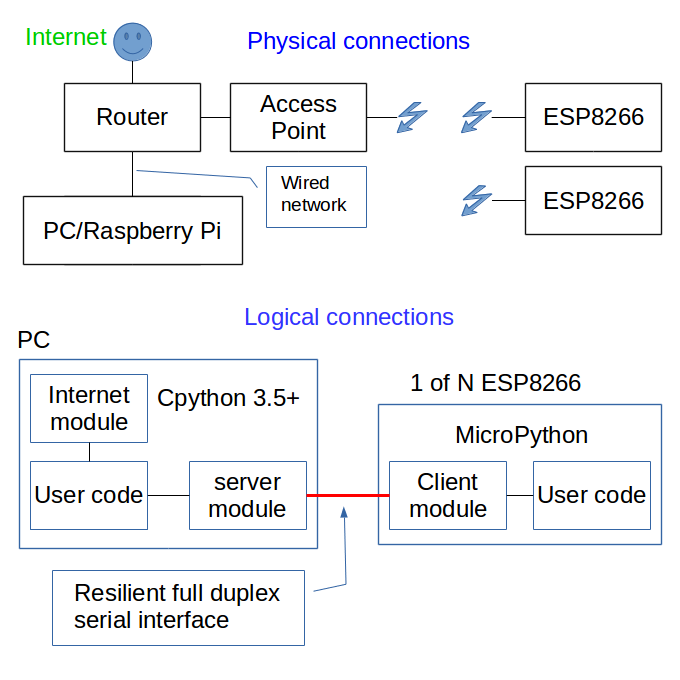 Internet
Physical connections
Router
Access
Point
ESP8266
Wired
network
ESP8266
PC/Raspberry Pi
Logical connections
PC
Internet
module
Cpython 3.5+
User code
server
module
1 of N ESP8266
MicroPython
Client
module
User code
Resilient full duplex
serial interface